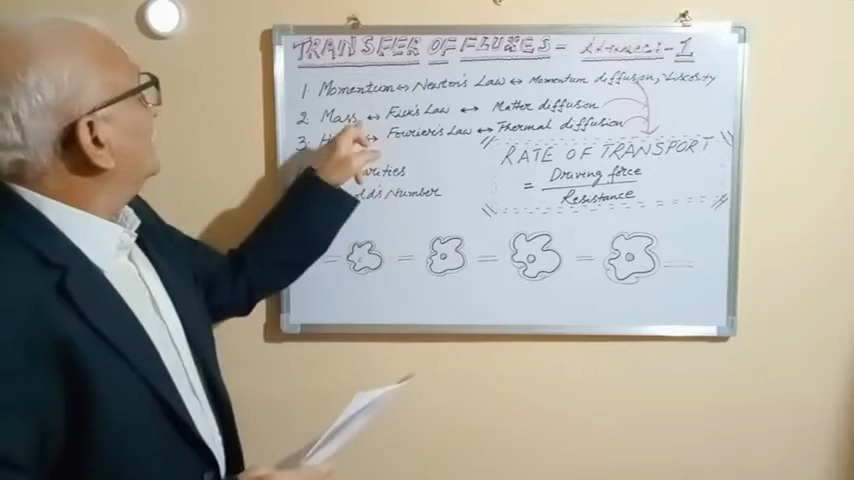 TRANSFER OF FLUXES = I
1. Momentum ↔ Newton's Law ↔ Momentum diffusion, Viscosity
2. Mass ↔ Fick's Law ↔ Matter diffusion
3. Fourier's Law ↔ Thermal diffusion
RATE OF TRANSPORT
= Driving force
Resistance
Number